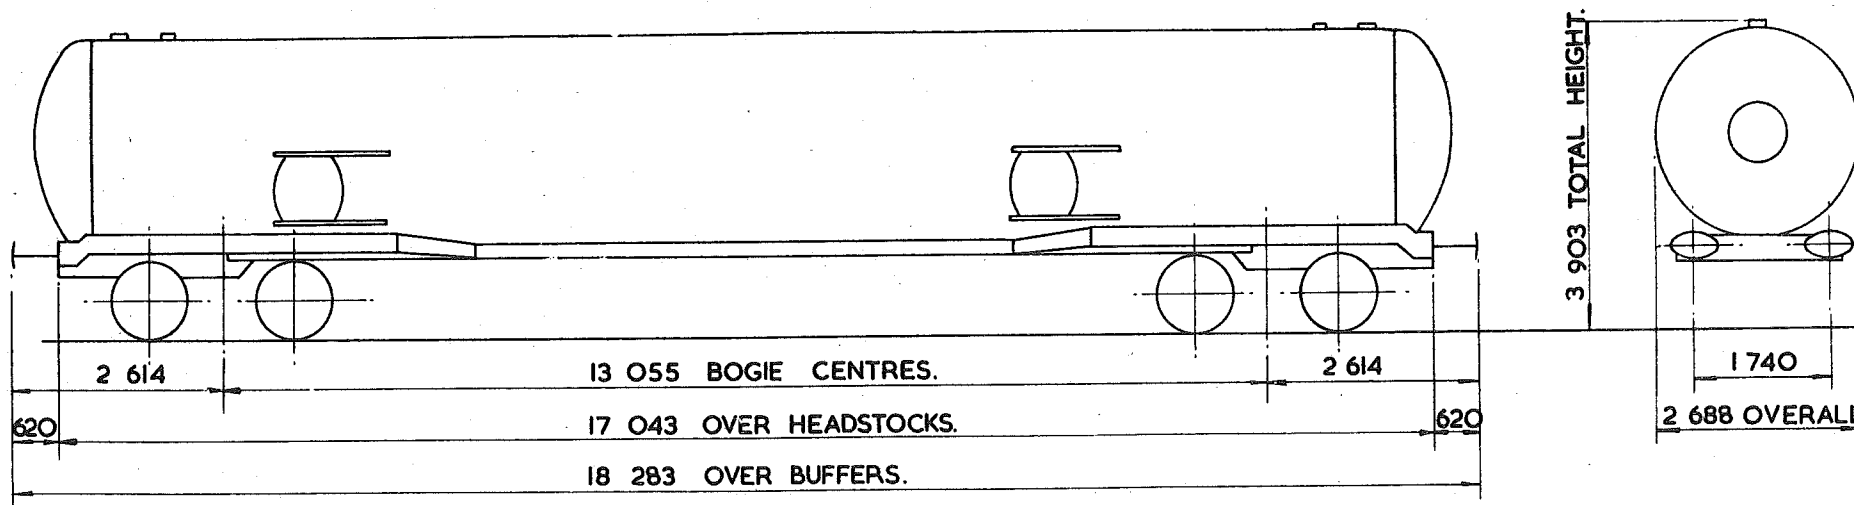 3 903 TOTAL HEIGHT.
2 614
13 055 BOGIE CENTRES.
2 614
1 740
620
17 043 OVER HEADSTOCKS.
620
2 688 OVERALL
18 283 OVER BUFFERS.